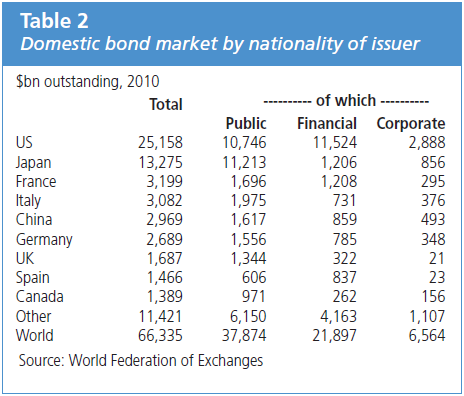 Table 2
Domestic bond market by nationality of issuer
$bn outstanding, 2010
Total ---------- of which ----------
Public Financial Corporate
US 25,158 10,746 11,524 2,888
Japan 13,275 11,213 1,206 856
France 3,199 1,696 1,208 295
Italy 3,082 1,975 731 376
China 2,969 1,617 859 493
Germany 2,689 1,556 785 348
UK 1,687 1,344 322 21
Spain 1,466 606 837 23
Canada 1,389 971 262 156
Other 11,421 6,150 4,163 1,107
World 66,335 37,874 21,897 6,564
Source: World Federation of Exchanges